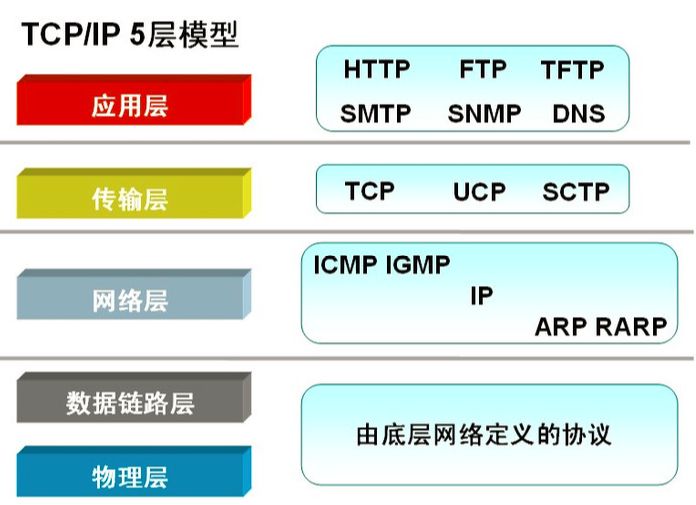 TCP/IP 5层模型
应用层
HTTP FTP TFTP
SMTP SNMP DNS
传输层
TCP UCP SCTP
网络层
ICMP IGMP
IP
ARP RARP
数据链路层
物理层
由底层网络定义的协议